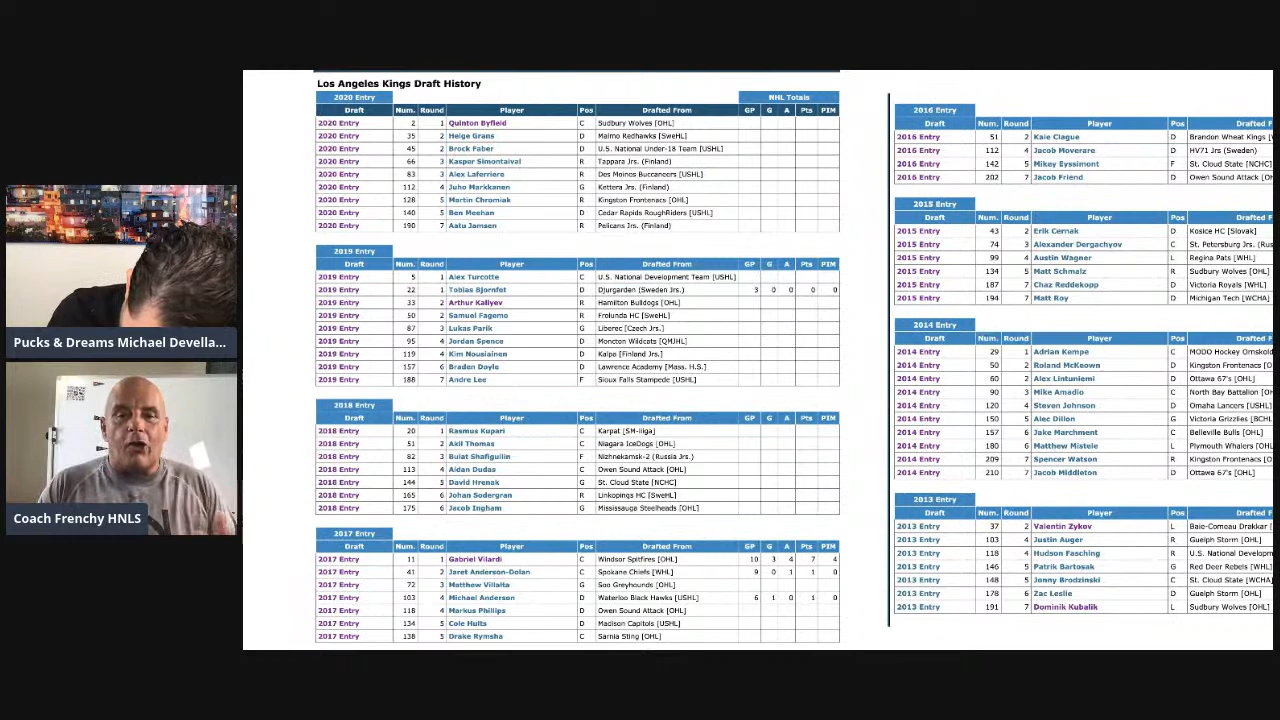 Los Angeles Kings Draft History
2020 Entry NHL Totals
Draft Num. Round Player Pos Drafted From GP G A Pts PIM
2020 Entry 2 1 Quinton Byfield C Sudbury Wolves [OHL]
2020 Entry 35 2 Helge Grans D Malmo Redhawks [SweHL]
2020 Entry 45 2 Brock Faber D U.S. National Under-18 Team [USHL]
2020 Entry 66 3 Kasper Simontaival R Tappara Jrs. (Finland)
2020 Entry 83 3 Alex Laferriere R Des Moines Buccaneers [USHL]
2020 Entry 112 4 Juho Markkanen G Kettera Jrs. (Finland)
2020 Entry 128 5 Martin Chromiak R Kingston Frontenacs [OHL]
2020 Entry 140 5 Ben Meehan D Cedar Rapids RoughRiders [USHL]
2020 Entry 190 7 Aatu Jamsen R Pelicans Jrs. (Finland)
2019 Entry
Draft Num. Round Player Pos Drafted From GP G A Pts PIM
2019 Entry 5 1 Alex Turcotte C U.S. National Development Team [USHL]
2019 Entry 22 1 Tobias Bjornfot D Djurgarden (Sweden Jrs.) 3 0 0 0 0
2019 Entry 33 2 Arthur Kaliyev R Hamilton Bulldogs [OHL]
2019 Entry 50 2 Samuel Fagemo R Frolunda HC [SweHL]
2019 Entry 87 3 Lukas Parik G Liberec [Czech Jrs.]
2019 Entry 95 4 Jordan Spence D Moncton Wildcats [QMJHL]
2019 Entry 119 4 Kim Nousiainen D Kalpa [Finland Jrs.]
2019 Entry 157 6 Braden Doyle D Lawrence Academy [Mass. H.S.]
2019 Entry 188 7 Andre Lee F Sioux Falls Stampede [USHL]
2018 Entry
Draft Num. Round Player Pos Drafted From GP G A Pts PIM
2018 Entry 20 1 Rasmus Kupari C Karpat [SM-liiga]
2018 Entry 51 2 Akil Thomas C Niagara IceDogs [OHL]
2018 Entry 82 3 Bulat Shafigullin F Nizhnekamsk-2 (Russia Jrs.)
2018 Entry 113 4 Aidan Dudas C Owen Sound Attack [OHL]
2018 Entry 144 5 David Hrenak G St. Cloud State [NCHC]
2018 Entry 165 6 Johan Sodergran R Linkopings HC [SweHL]
2018 Entry 175 6 Jacob Ingham G Mississauga Steelheads [OHL]
2017 Entry
Draft Num. Round Player Pos Drafted From GP G A Pts PIM
2017 Entry 11 1 Gabriel Vilardi C Windsor Spitfires [OHL] 10 3 4 7 4
2017 Entry 41 2 Jaret Anderson-Dolan C Spokane Chiefs [WHL] 9 0 1 1 0
2017 Entry 72 3 Matthew Villalta G Soo Greyhounds [OHL]
2017 Entry 103 4 Michael Anderson D Waterloo Black Hawks [USHL] 6 1 0 1 0
2017 Entry 118 4 Markus Phillips D Owen Sound Attack [OHL]
2017 Entry 134 5 Cole Hults D Madison Capitols [USHL]
2017 Entry 138 5 Drake Rymsha C Sarnia Sting [OHL]
2016 Entry
Draft Num. Round Player Pos Drafted F
2016 Entry 51 2 Kale Clague D Brandon Wheat Kings [
2016 Entry 112 4 Jacob Moverare D HV71 Jrs (Sweden)
2016 Entry 142 5 Mikey Eyssimont F St. Cloud State [NCHC]
2016 Entry 202 7 Jacob Friend D Owen Sound Attack [OH
2015 Entry
Draft Num. Round Player Pos Drafted F
2015 Entry 43 2 Erik Cernak D Kosice HC [Slovak]
2015 Entry 74 3 Alexander Dergachyov C St. Petersburg Jrs. (Rus
2015 Entry 99 4 Austin Wagner L Regina Pats [WHL]
2015 Entry 134 5 Matt Schmalz R Sudbury Wolves [OHL]
2015 Entry 187 7 Chaz Reddekopp D Victoria Royals [WHL]
2015 Entry 194 7 Matt Roy D Michigan Tech [WCHA]
2014 Entry
Draft Num. Round Player Pos Drafted F
2014 Entry 29 1 Adrian Kempe C MODO Hockey Ornskold
2014 Entry 50 2 Roland McKeown D Kingston Frontenacs [O
2014 Entry 60 2 Alex Lintuniemi D Ottawa 67's [OHL]
2014 Entry 90 3 Mike Amadio C North Bay Battalion [O
2014 Entry 120 4 Steven Johnson D Omaha Lancers [USHL]
2014 Entry 150 5 Alec Dillon G Victoria Grizzlies [BCHL
2014 Entry 157 6 Jake Marchment C Belleville Bulls [OHL]
2014 Entry 180 6 Matthew Mistele L Plymouth Whalers [OHL
2014 Entry 209 7 Spencer Watson R Kingston Frontenacs [O
2014 Entry 210 7 Jacob Middleton D Ottawa 67's [OHL]
2013 Entry
Draft Num. Round Player Pos Drafted F
2013 Entry 37 2 Valentin Zykov L Baie-Comeau Drakkar [
2013 Entry 103 4 Justin Auger R Guelph Storm [OHL]
2013 Entry 118 4 Hudson Fasching R U.S. National Developm
2013 Entry 146 5 Patrik Bartosak G Red Deer Rebels [WHL]
2013 Entry 148 5 Jonny Brodzinski C St. Cloud State [WCHA]
2013 Entry 178 6 Zac Leslie D Guelph Storm [OHL]
2013 Entry 191 7 Dominik Kubalik L Sudbury Wolves [OHL]
Pucks & Dreams Michael Devella...
Coach Frenchy HNLS